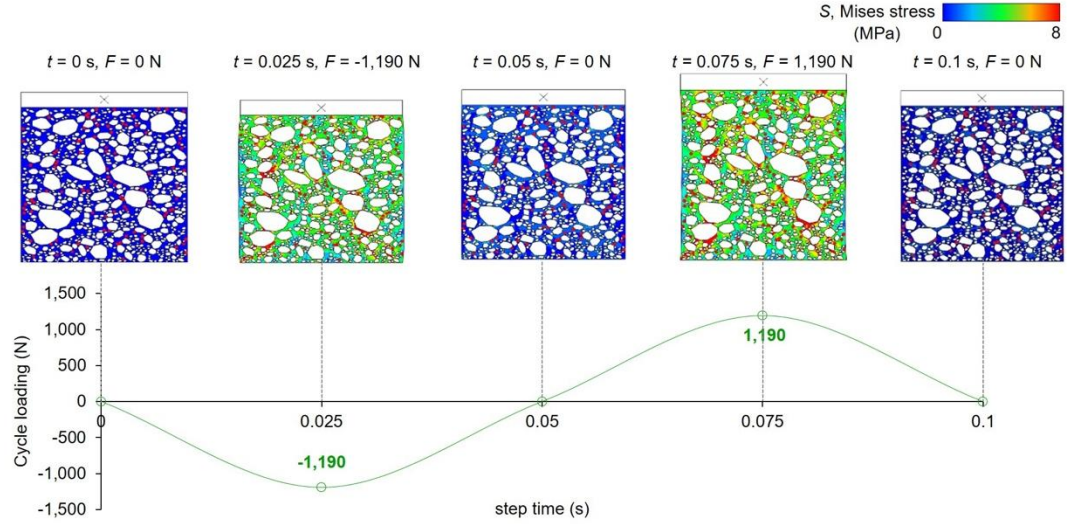 S, Mises stress
(MPa) 0 8
t = 0 s, F = 0 N
t = 0.025 s, F = -1,190 N
t = 0.05 s, F = 0 N
t = 0.075 s, F = 1,190 N
t = 0.1 s, F = 0 N
Cycle loading (N)
1,500
1,000
500
0
-500
-1,000
-1,500
0
0.025
0.05
0.075
0.1
-1,190
1,190
step time (s)